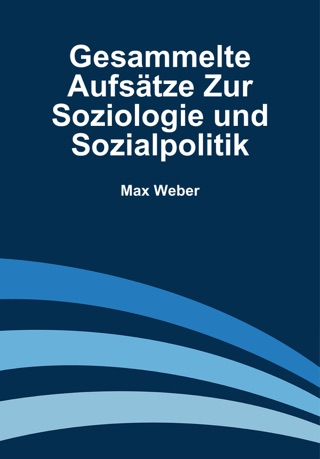 Gesammelte
Aufsätze Zur
Soziologie und
Sozialpolitik
Max Weber